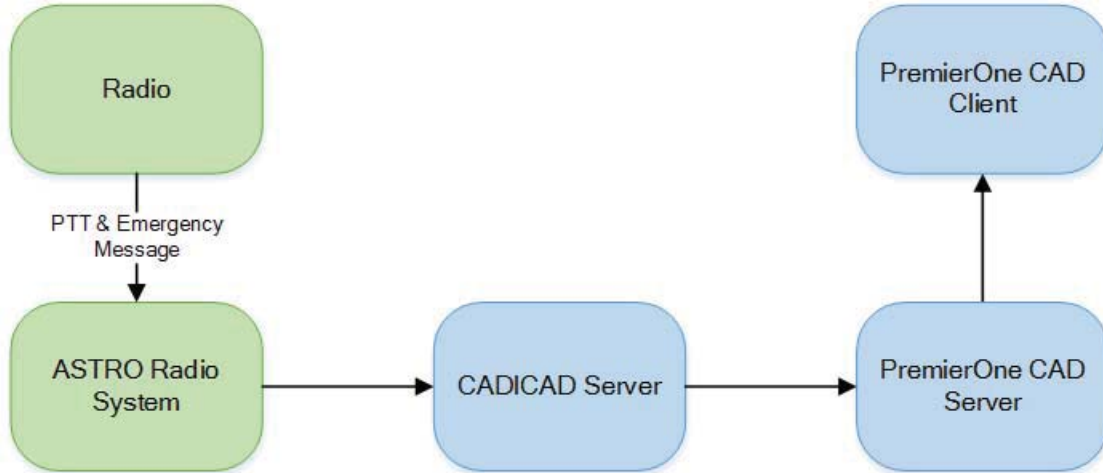 Radio
PremierOne CAD
Client
PTT & Emergency
Message
ASTRO Radio
System
CADICAD Server
PremierOne CAD
Server